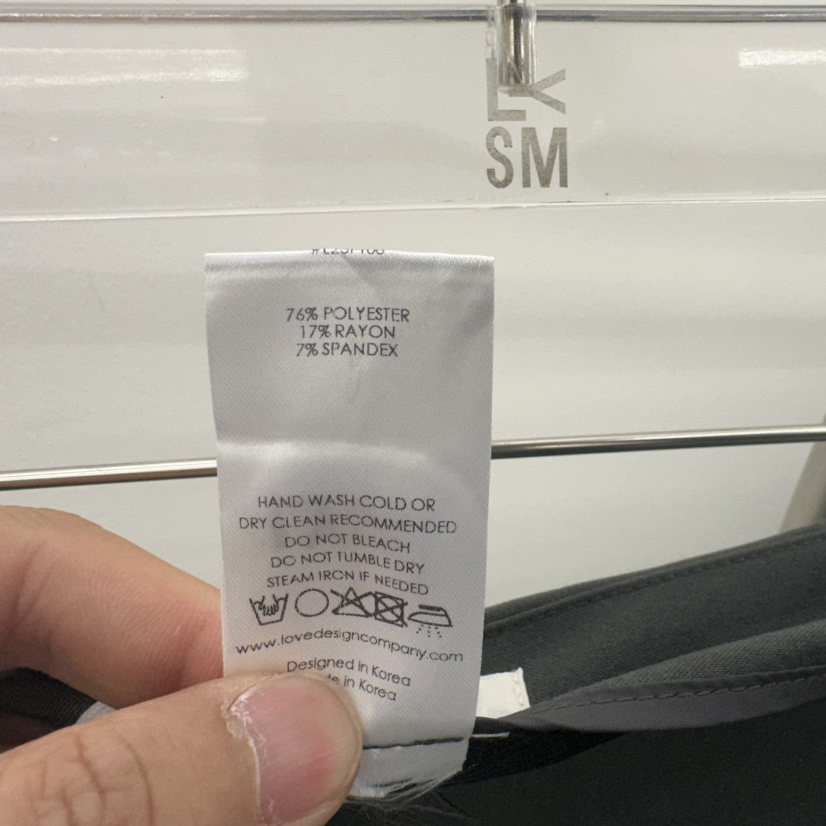 LY
SM
76% POLYESTER
17% RAYON
7% SPANDEX
HAND WASH COLD OR
DRY CLEAN RECOMMENDED
DO NOT BLEACH
DO NOT TUMBLE DRY
STEAM IRON IF NEEDED
www.lovedesigncompany.com
Designed in Korea
in Korea